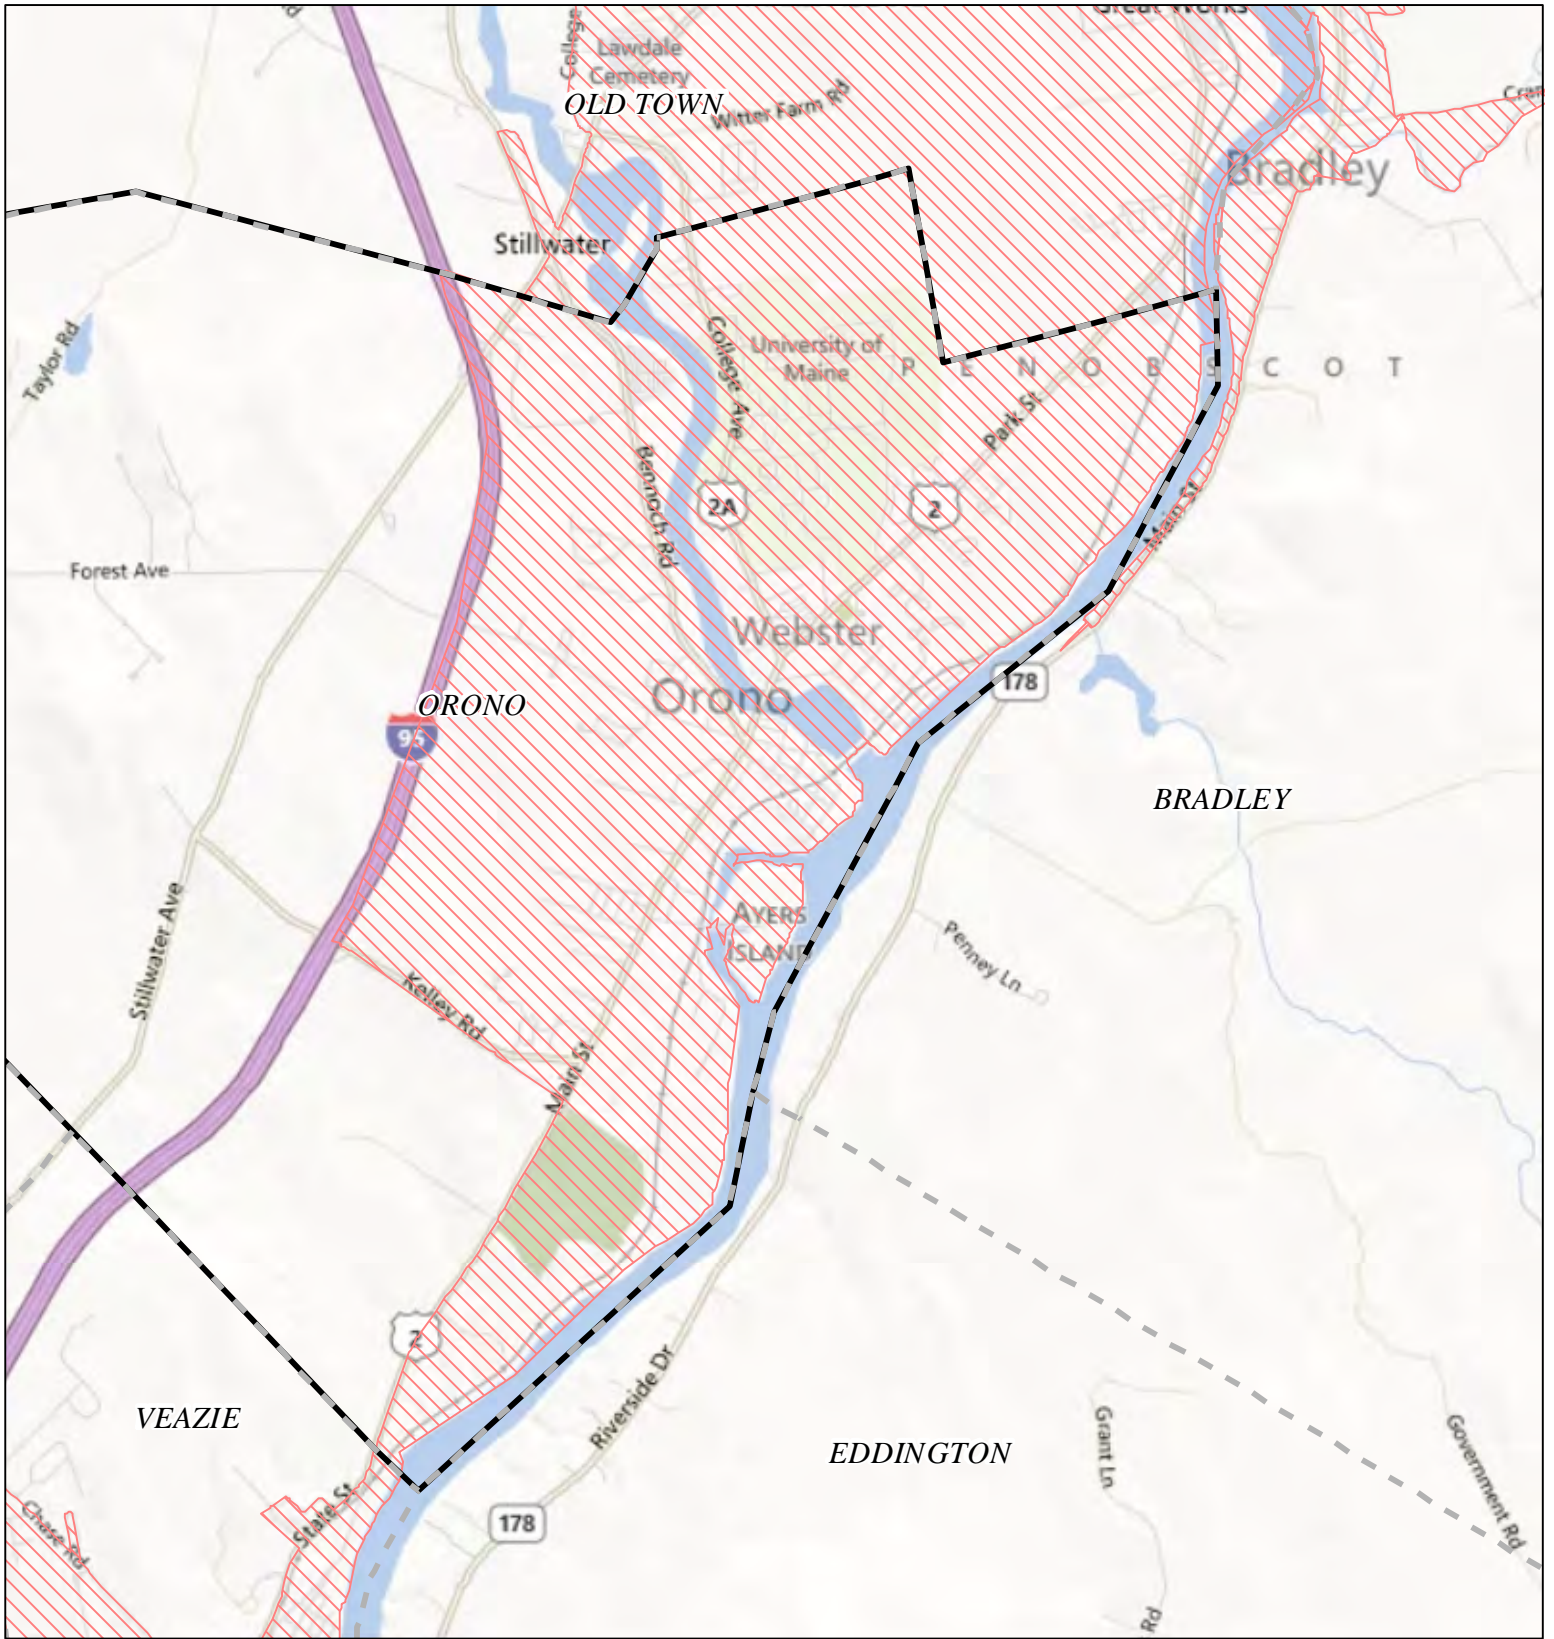 Great Works
College
Lawdale
Cemetery
OLD TOWN
Witter Farm Rd
Bradley
Stillwater
Taylor Rd
University of
Maine
College Ave
PENOBSCOT
Park St
Bennoch Rd
2A
2
Main St
Forest Ave
Webster
Orono
178
ORONO
95
BRADLEY
AYERS
ISLAND
Stillwater Ave
Penney Ln
Kelley Rd
Main St
2
Riverside Dr
VEAZIE
EDDINGTON
Grant Ln
Government Rd
State St
178
Chase Rd
Rd